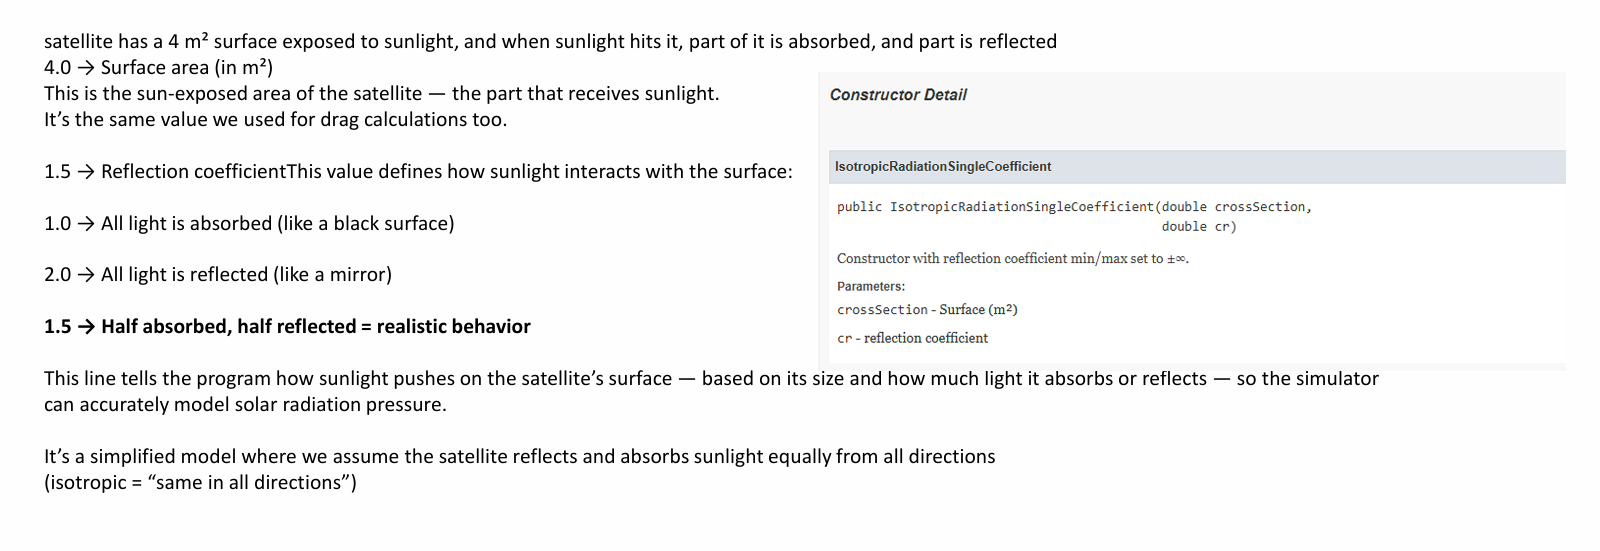 satellite has a 4 m² surface exposed to sunlight, and when sunlight hits it, part of it is absorbed, and part is reflected
4.0 → Surface area (in m²)
This is the sun-exposed area of the satellite — the part that receives sunlight.
It’s the same value we used for drag calculations too.
1.5 → Reflection coefficientThis value defines how sunlight interacts with the surface:
1.0 → All light is absorbed (like a black surface)
2.0 → All light is reflected (like a mirror)
1.5 → Half absorbed, half reflected = realistic behavior
Constructor Detail
IsotropicRadiationSingleCoefficient
public IsotropicRadiationSingleCoefficient(double crossSection,
double cr)
Constructor with reflection coefficient min/max set to ±∞.
Parameters:
crossSection - Surface (m²)
cr - reflection coefficient
This line tells the program how sunlight pushes on the satellite’s surface — based on its size and how much light it absorbs or reflects — so the simulator
can accurately model solar radiation pressure.
It’s a simplified model where we assume the satellite reflects and absorbs sunlight equally from all directions
(isotropic = “same in all directions”)